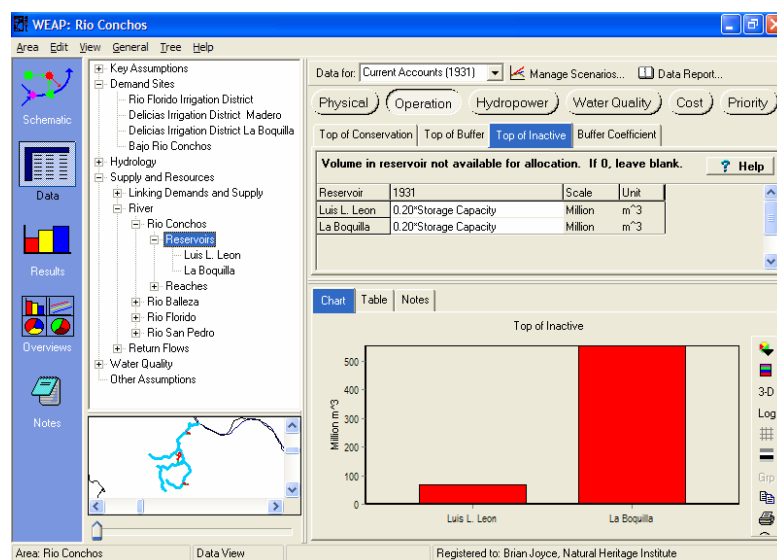 WEAP: Rio Conchos
Area Edit View General Tree Help
Schematic
Data
Results
Overviews
Notes
Key Assumptions
Demand Sites
Rio Florido Irrigation District
Delicias Irrigation District Madero
Delicias Irrigation District La Boquilla
Bajo Rio Conchos
Hydrology
Supply and Resources
Linking Demands and Supply
River
Rio Conchos
Reservoirs
Luis L. Leon
La Boquilla
Reaches
Rio Balleza
Rio Florido
Rio San Pedro
Return Flows
Water Quality
Other Assumptions
Data for: Current Accounts (1931) Manage Scenarios... Data Report...
Physical Operation Hydropower Water Quality Cost Priority
Top of Conservation Top of Buffer Top of Inactive Buffer Coefficient
Volume in reservoir not available for allocation. If 0, leave blank. ? Help
Reservoir 1931 Scale Unit
Luis L. Leon 0.20*Storage Capacity Million m^3
La Boquilla 0.20*Storage Capacity Million m^3
Chart Table Notes
Top of Inactive
Million m^3
500
400
300
200
100
0
Luis L. Leon La Boquilla
3-D
Log
Grp
Area: Rio Conchos Data View Registered to: Brian Joyce, Natural Heritage Institute